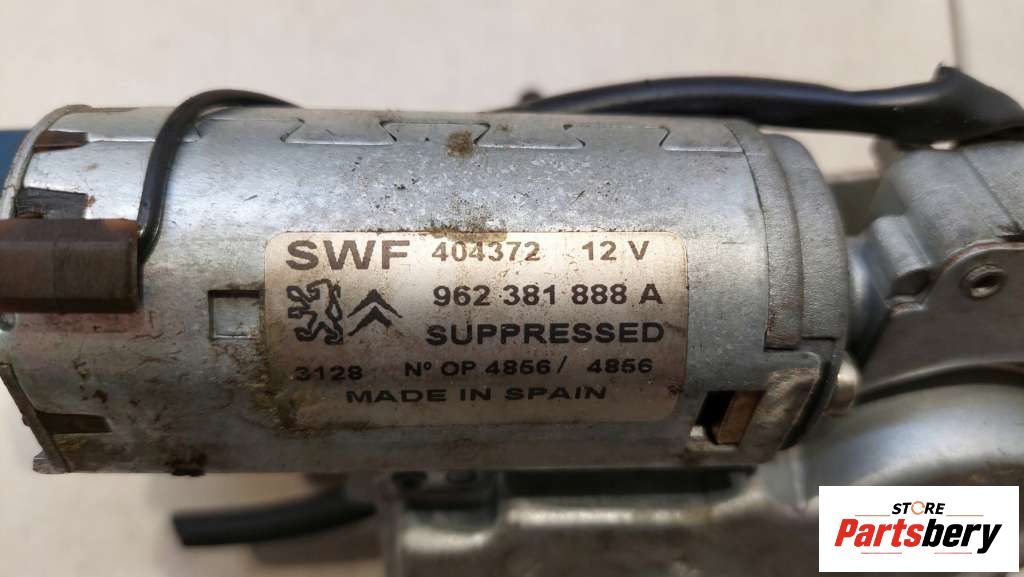 SWF 404372 12 V
962 381 888 A
SUPPRESSED
3128 Nº OP 4856/ 4856
MADE IN SPAIN
STORE
Partsbery